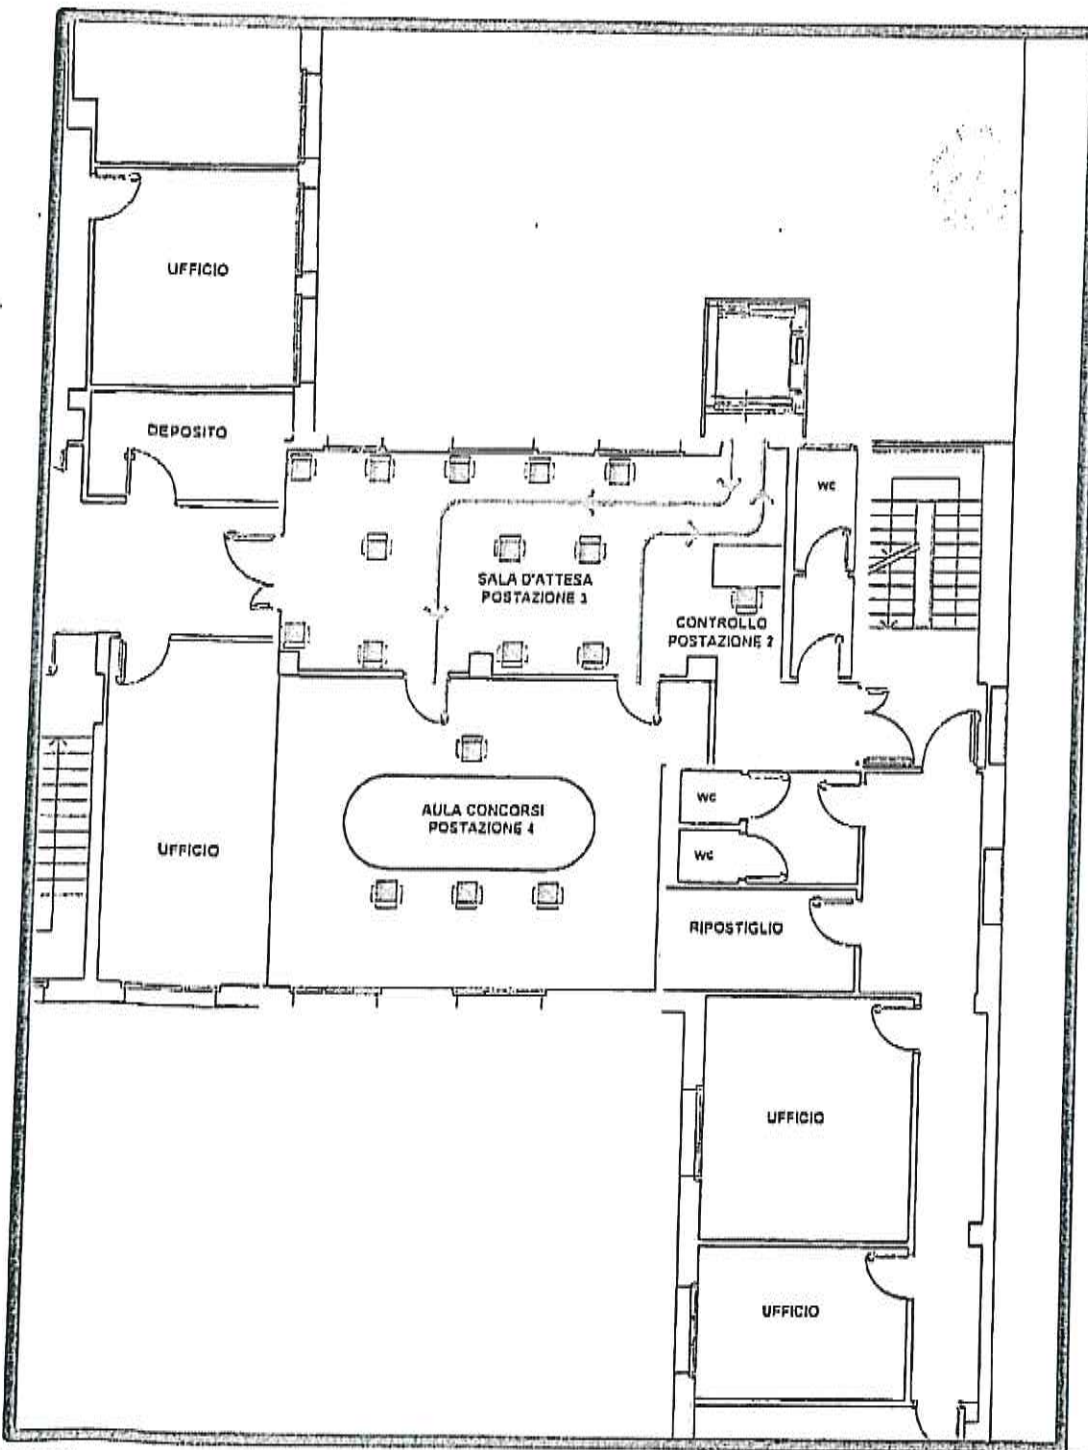 UFFICIO
DEPOSITO
WC
SALA D'ATTESA
POSTAZIONE 3
CONTROLLO
POSTAZIONE 2
AULA CONCORSI
POSTAZIONE 4
WC
UFFICIO
WC
RIPOSTIGLIO
UFFICIO
UFFICIO